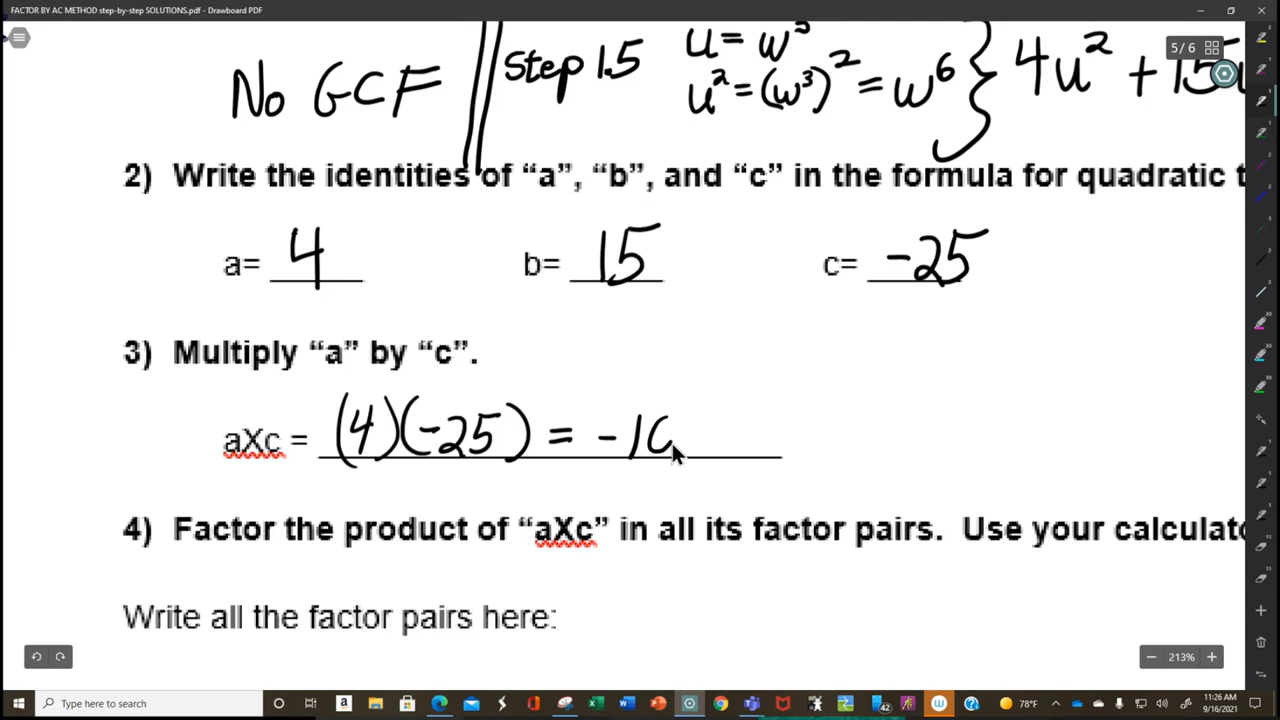 FACTOR BY AC METHOD step-by-step SOLUTIONS.pdf - Drawboard PDF
5 / 6
No GCF
Step 1.5
u = w³
u² = (w³)² = w⁶
4u² + 15
2) Write the identities of “a”, “b”, and “c” in the formula for quadratic t
a= 4 b= 15 c= -25
3) Multiply “a” by “c”.
aXc = (4)(-25) = -10
4) Factor the product of “aXc” in all its factor pairs. Use your calculato
Write all the factor pairs here:
213%
Type here to search
42
78°F
11:26 AM
9/16/2021